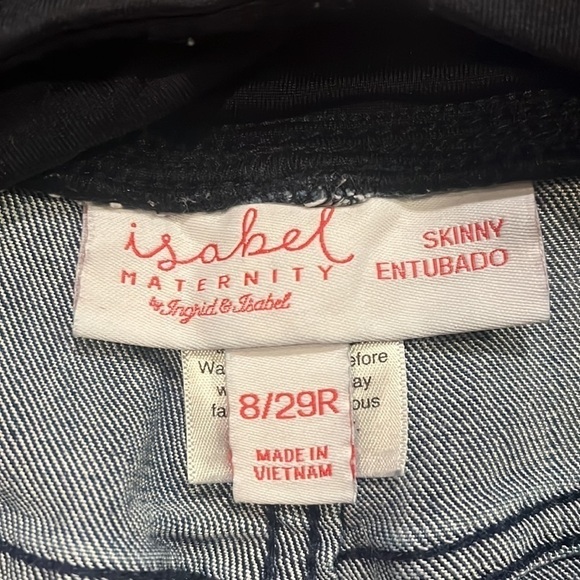 isabel
MATERNITY
by Ingrid & Isabel
SKINNY
ENTUBADO
8/29R
MADE IN
VIETNAM